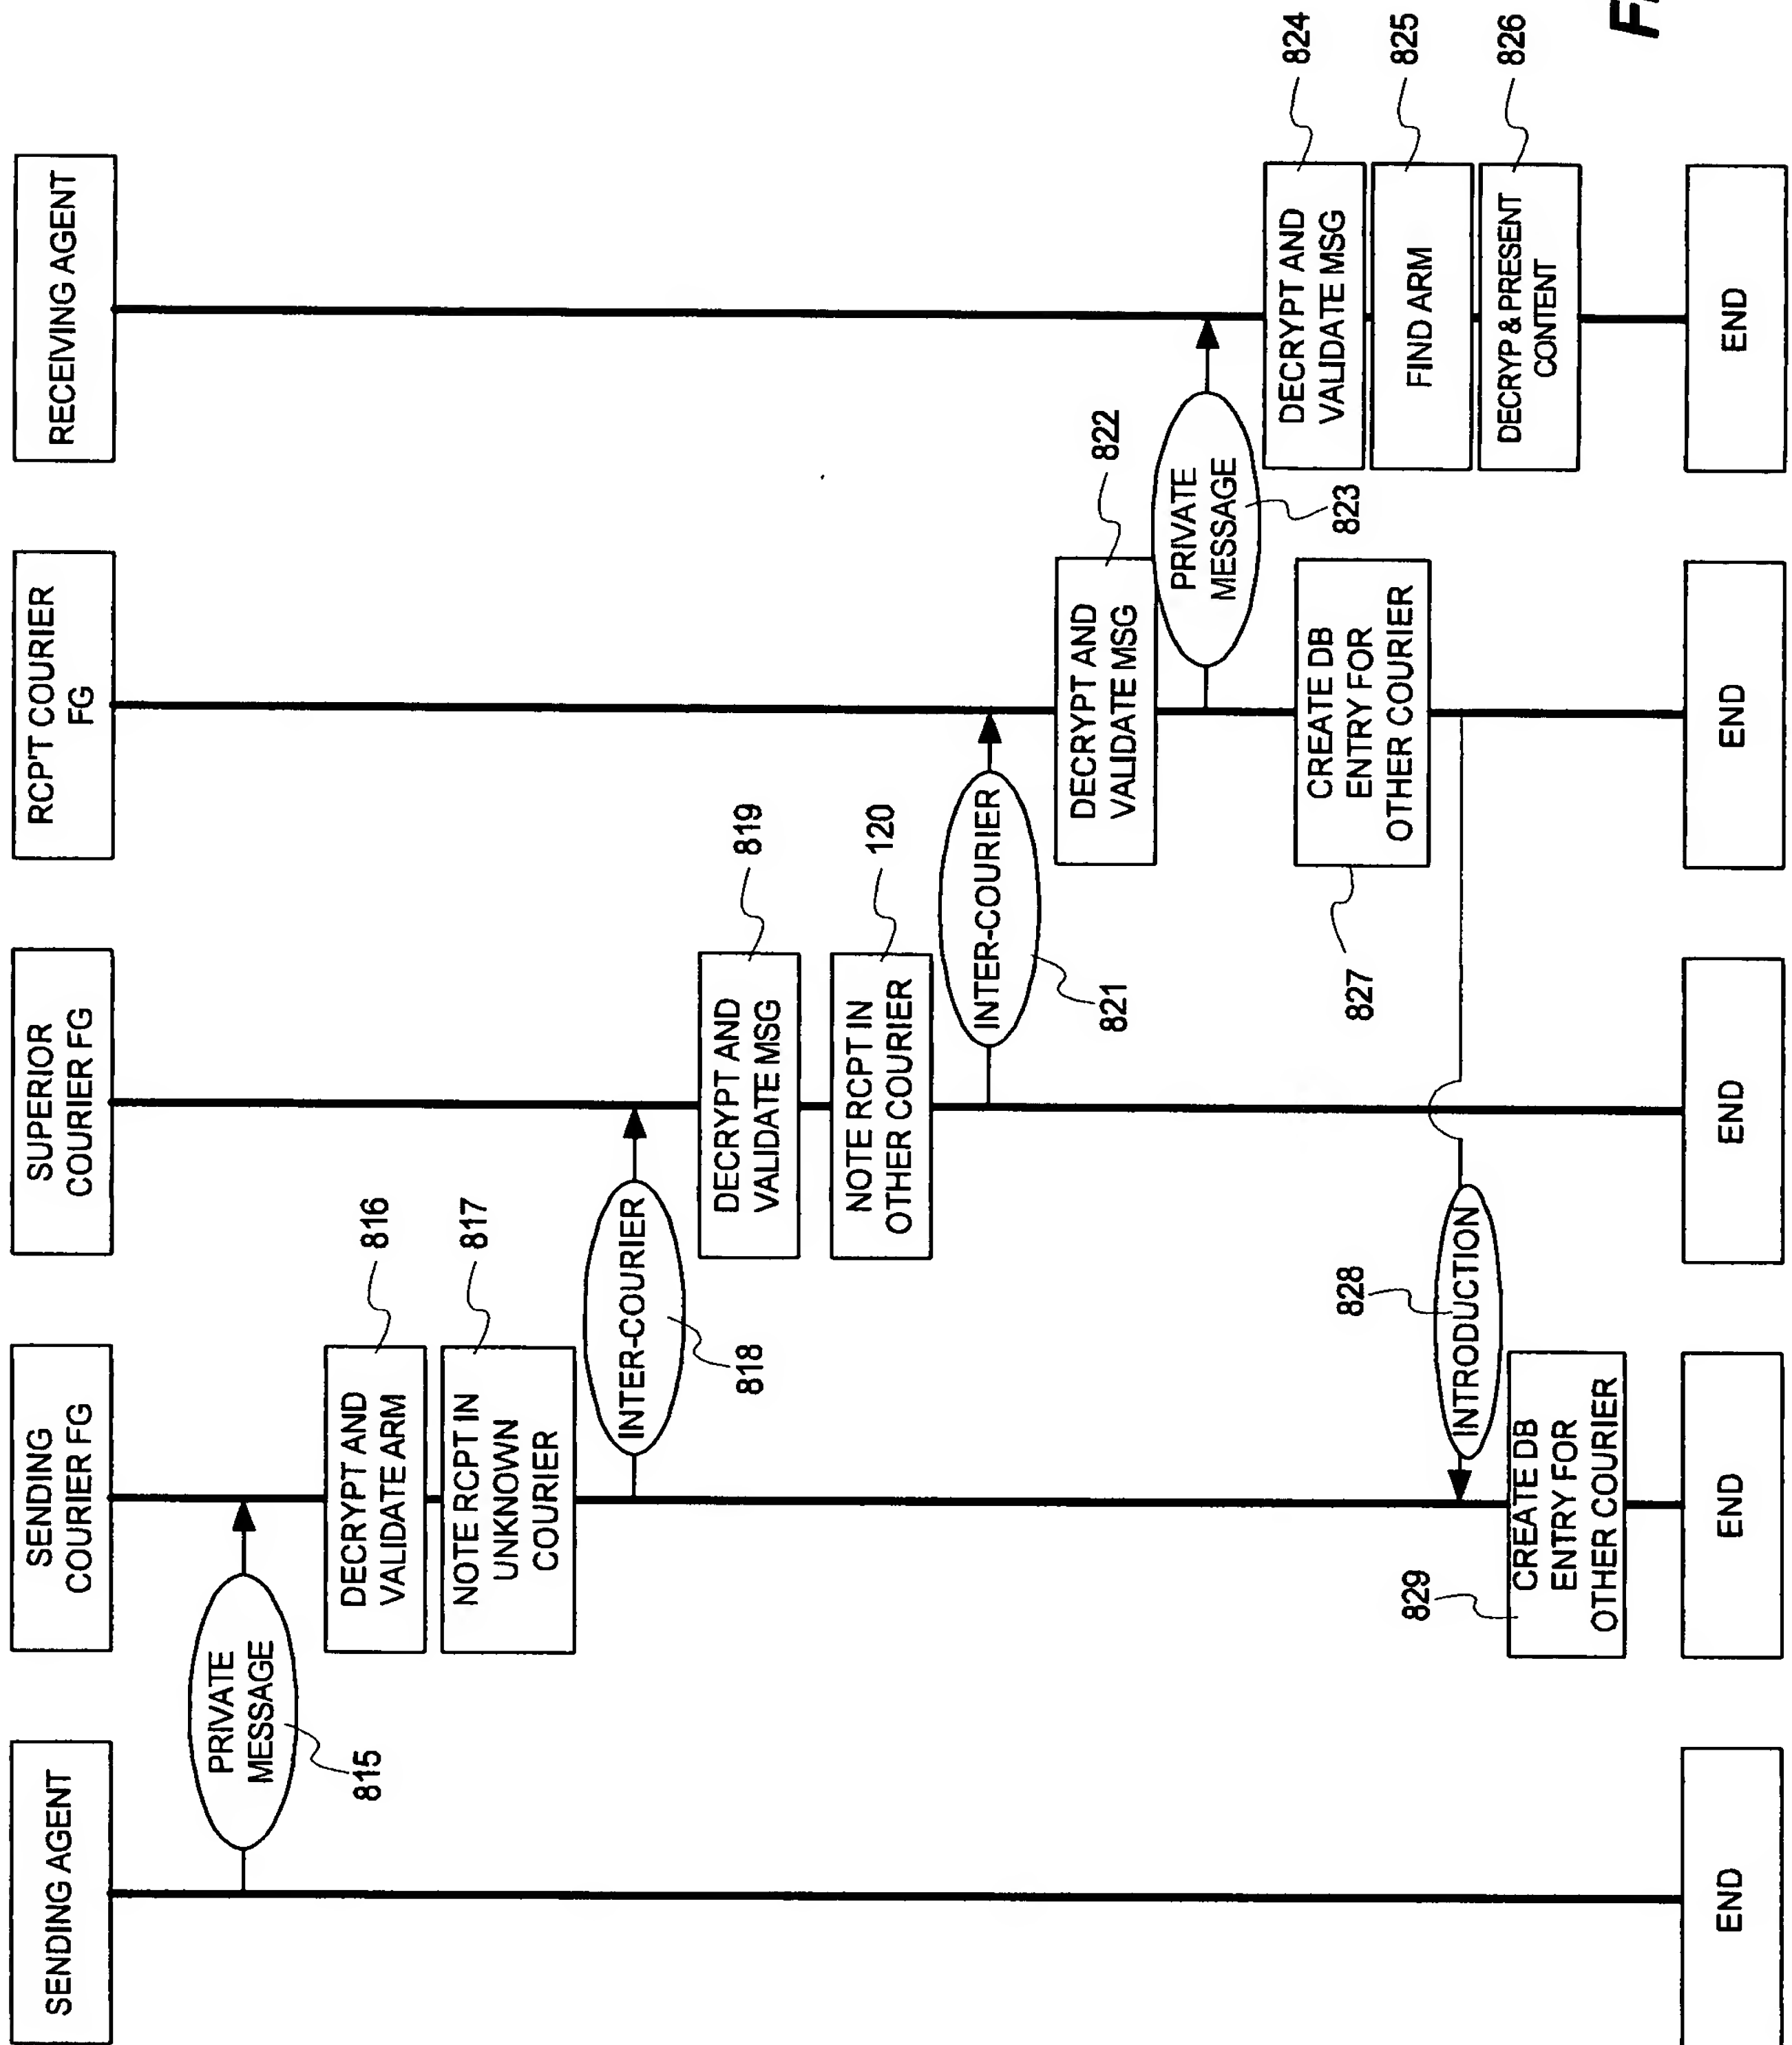 SENDING AGENT
SENDING
COURIER FG
SUPERIOR
COURIER FG
RCP'T COURIER
FG
RECEIVING AGENT
PRIVATE
MESSAGE
815
DECRYPT AND
VALIDATE ARM
816
NOTE RCPT IN
UNKNOWN
COURIER
817
INTER-COURIER
818
DECRYPT AND
VALIDATE MSG
819
NOTE RCPT IN
OTHER COURIER
120
INTER-COURIER
821
DECRYPT AND
VALIDATE MSG
822
PRIVATE
MESSAGE
823
DECRYPT AND
VALIDATE MSG
824
FIND ARM
825
DECRYP & PRESENT
CONTENT
826
CREATE DB
ENTRY FOR
OTHER COURIER
827
INTRODUCTION
828
CREATE DB
ENTRY FOR
OTHER COURIER
829
END
END
END
END
END